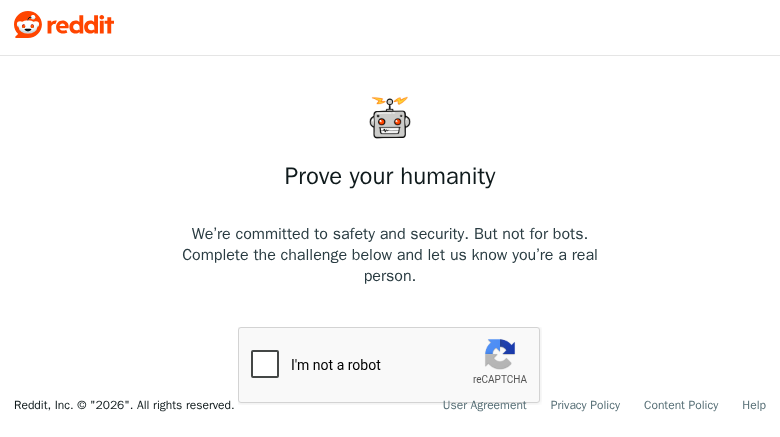 reddit
Prove your humanity
We're committed to safety and security. But not for bots.
Complete the challenge below and let us know you're a real
person.
I'm not a robot
reCAPTCHA
Reddit, Inc. © "2026". All rights reserved.
User Agreement
Privacy Policy
Content Policy
Help